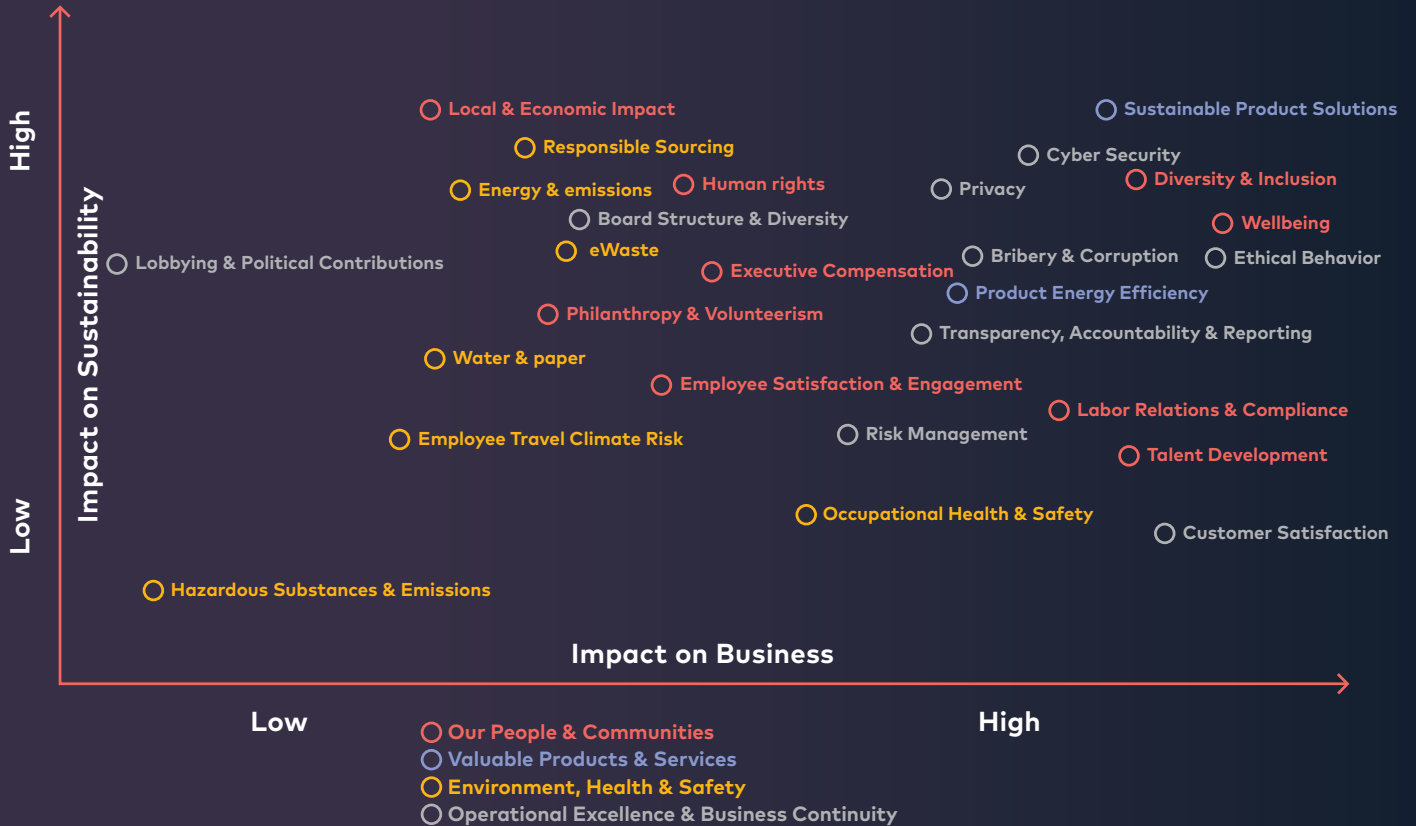 High
Low
Impact on Sustainability
Local & Economic Impact
Sustainable Product Solutions
Responsible Sourcing
Cyber Security
Diversity & Inclusion
Human rights
Energy & emissions
Privacy
Board Structure & Diversity
Wellbeing
eWaste
Bribery & Corruption
Ethical Behavior
Lobbying & Political Contributions
Executive Compensation
Product Energy Efficiency
Philanthropy & Volunteerism
Transparency, Accountability & Reporting
Water & paper
Employee Satisfaction & Engagement
Labor Relations & Compliance
Risk Management
Employee Travel Climate Risk
Talent Development
Occupational Health & Safety
Customer Satisfaction
Hazardous Substances & Emissions
Impact on Business
Low
High
Our People & Communities
Valuable Products & Services
Environment, Health & Safety
Operational Excellence & Business Continuity